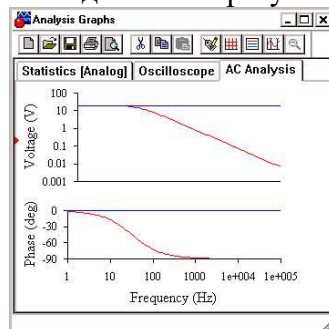 Analysis Graphs
Statistics [Analog] Oscilloscope AC Analysis
Voltage (V)
100
10
1
0.1
0.01
0.001
Phase (deg)
0
-30
-60
-90
1 10 100 1000 1e+004 1e+005
Frequency (Hz)